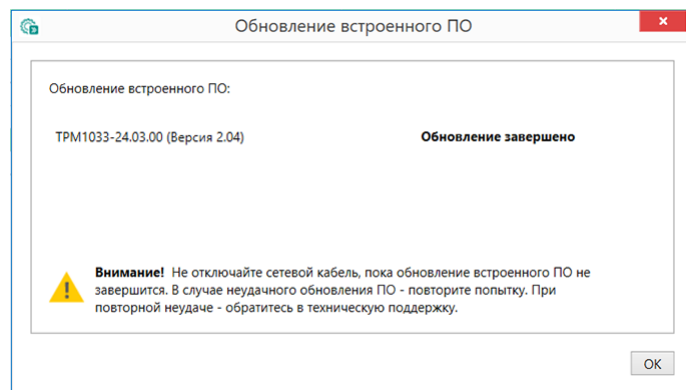 Обновление встроенного ПО
Обновление встроенного ПО:
ТРМ1033-24.03.00 (Версия 2.04) Обновление завершено
Внимание! Не отключайте сетевой кабель, пока обновление встроенного ПО не
завершится. В случае неудачного обновления ПО - повторите попытку. При
повторной неудаче - обратитесь в техническую поддержку.
ОК